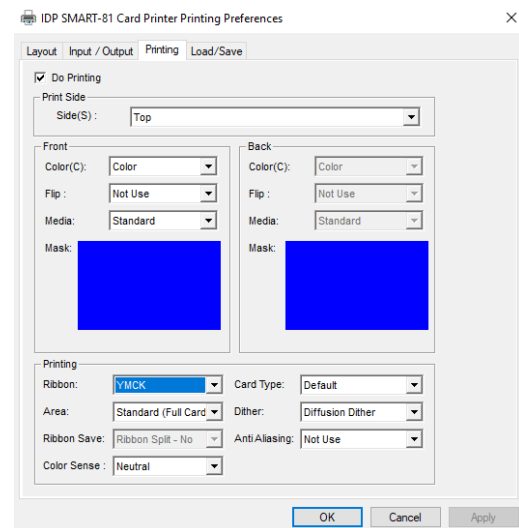 IDP SMART-81 Card Printer Printing Preferences
Layout Input / Output Printing Load/Save
Do Printing
Print Side
Side(S) : Top
Front Back
Color(C): Color Color(C): Color
Flip : Not Use Flip : Not Use
Media: Standard Media: Standard
Mask: Mask:
Printing
Ribbon: YMCK Card Type: Default
Area: Standard (Full Card Dither: Diffusion Dither
Ribbon Save: Ribbon Split - No Anti Aliasing: Not Use
Color Sense : Neutral
OK Cancel Apply